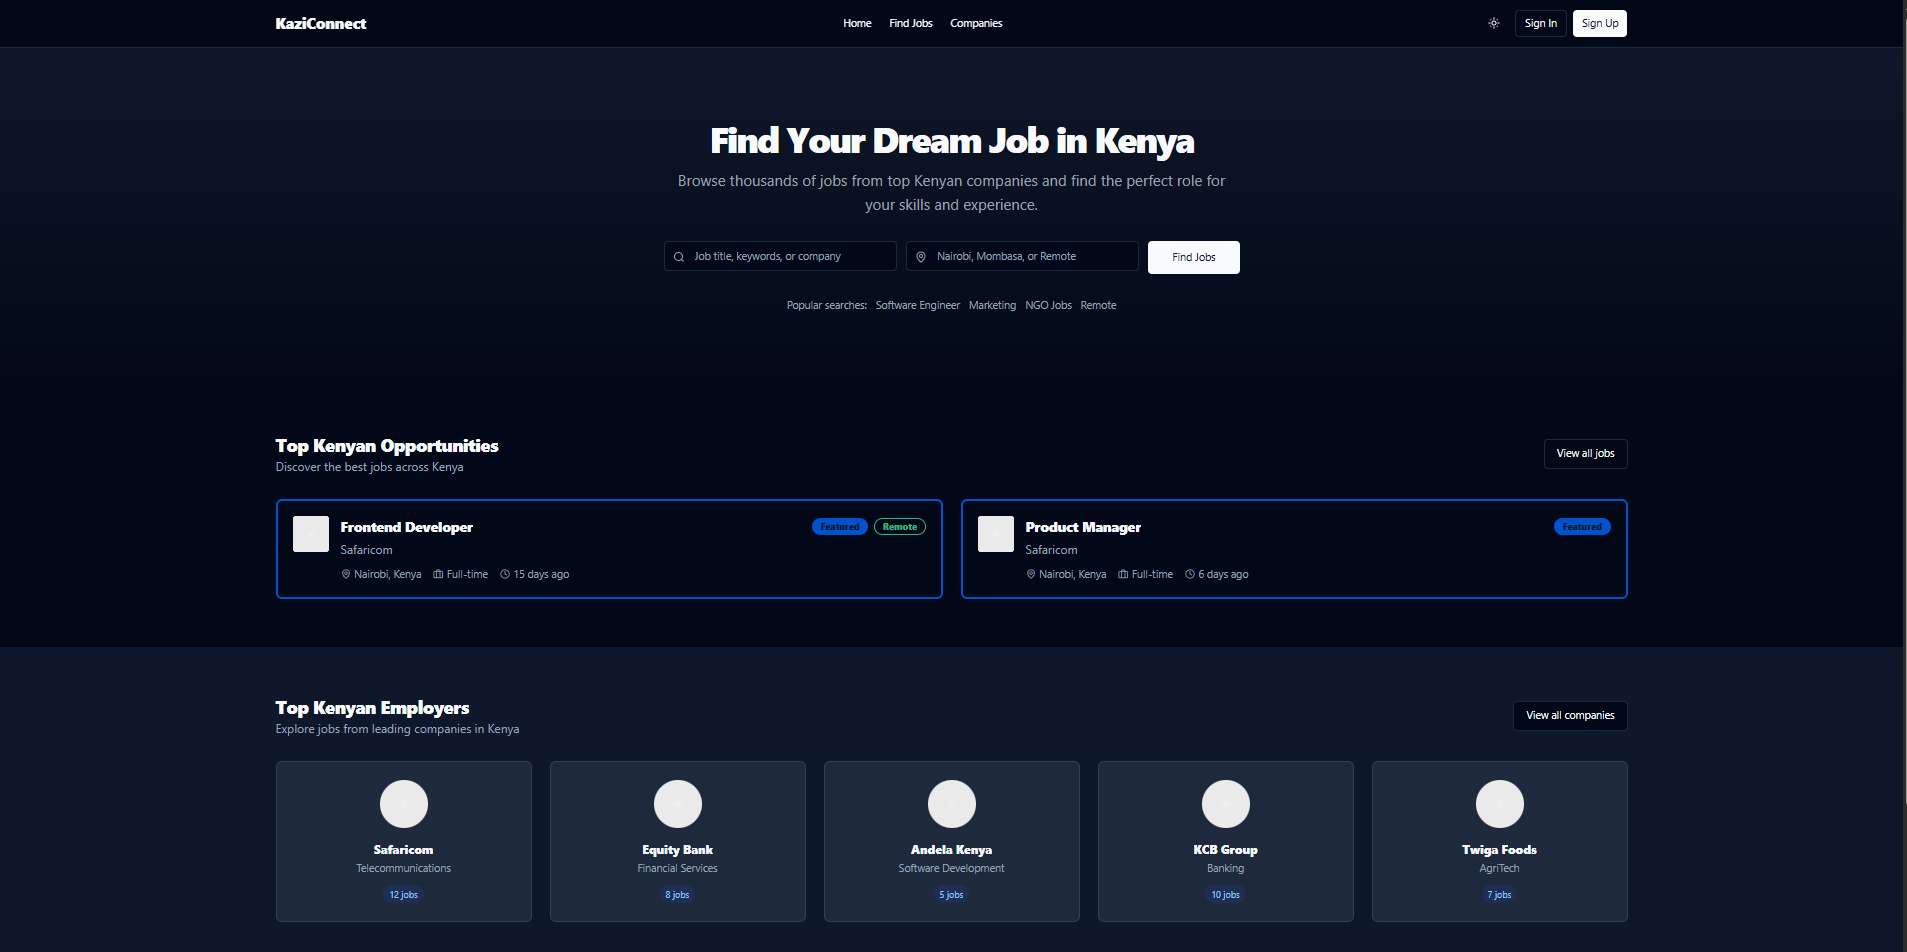 KaziConnect
Home Find Jobs Companies
Sign In Sign Up
Find Your Dream Job in Kenya
Browse thousands of jobs from top Kenyan companies and find the perfect role for
your skills and experience.
Job title, keywords, or company
Nairobi, Mombasa, or Remote
Find Jobs
Popular searches: Software Engineer Marketing NGO Jobs Remote
Top Kenyan Opportunities
Discover the best jobs across Kenya
View all jobs
Frontend Developer
Featured Remote
Safaricom
Nairobi, Kenya Full-time 15 days ago
Product Manager
Featured
Safaricom
Nairobi, Kenya Full-time 6 days ago
Top Kenyan Employers
Explore jobs from leading companies in Kenya
View all companies
Safaricom
Telecommunications
12 jobs
Equity Bank
Financial Services
8 jobs
Andela Kenya
Software Development
5 jobs
KCB Group
Banking
10 jobs
Twiga Foods
AgriTech
7 jobs